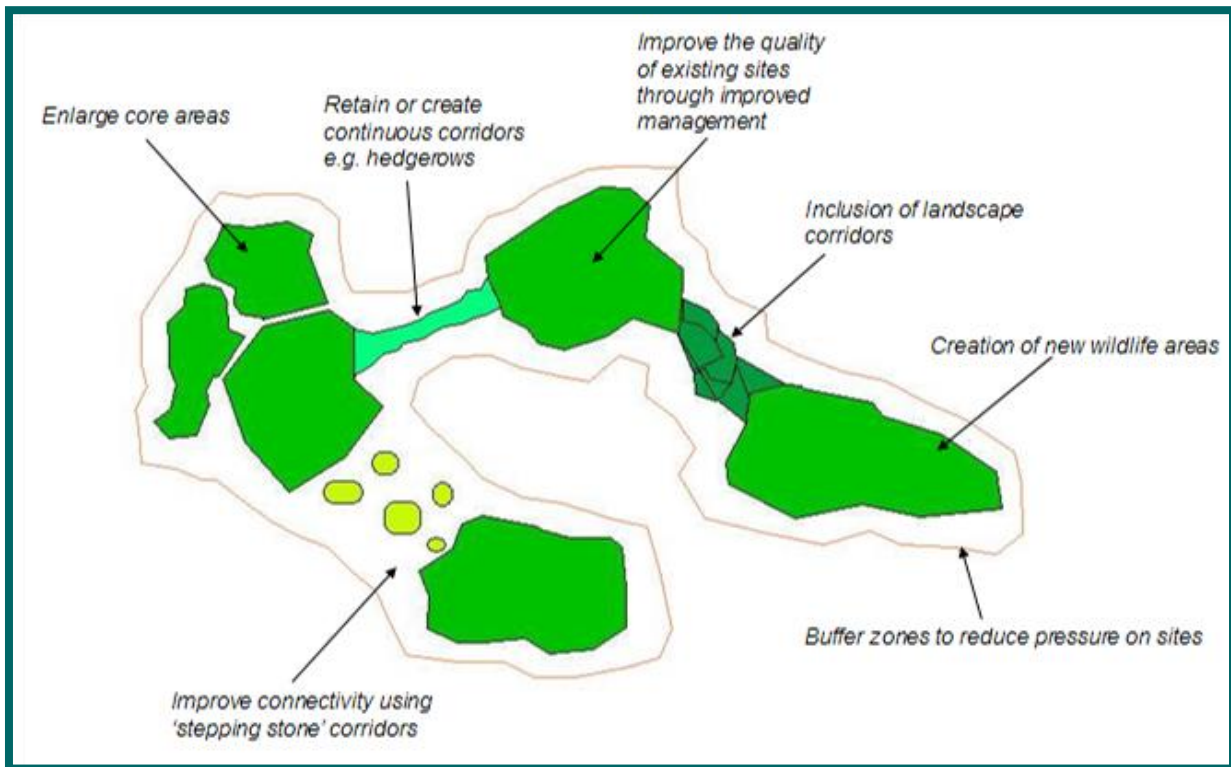 Enlarge core areas
Retain or create
continuous corridors
e.g. hedgerows
Improve the quality
of existing sites
through improved
management
Inclusion of landscape
corridors
Creation of new wildlife areas
Buffer zones to reduce pressure on sites
Improve connectivity using
‘stepping stone’ corridors